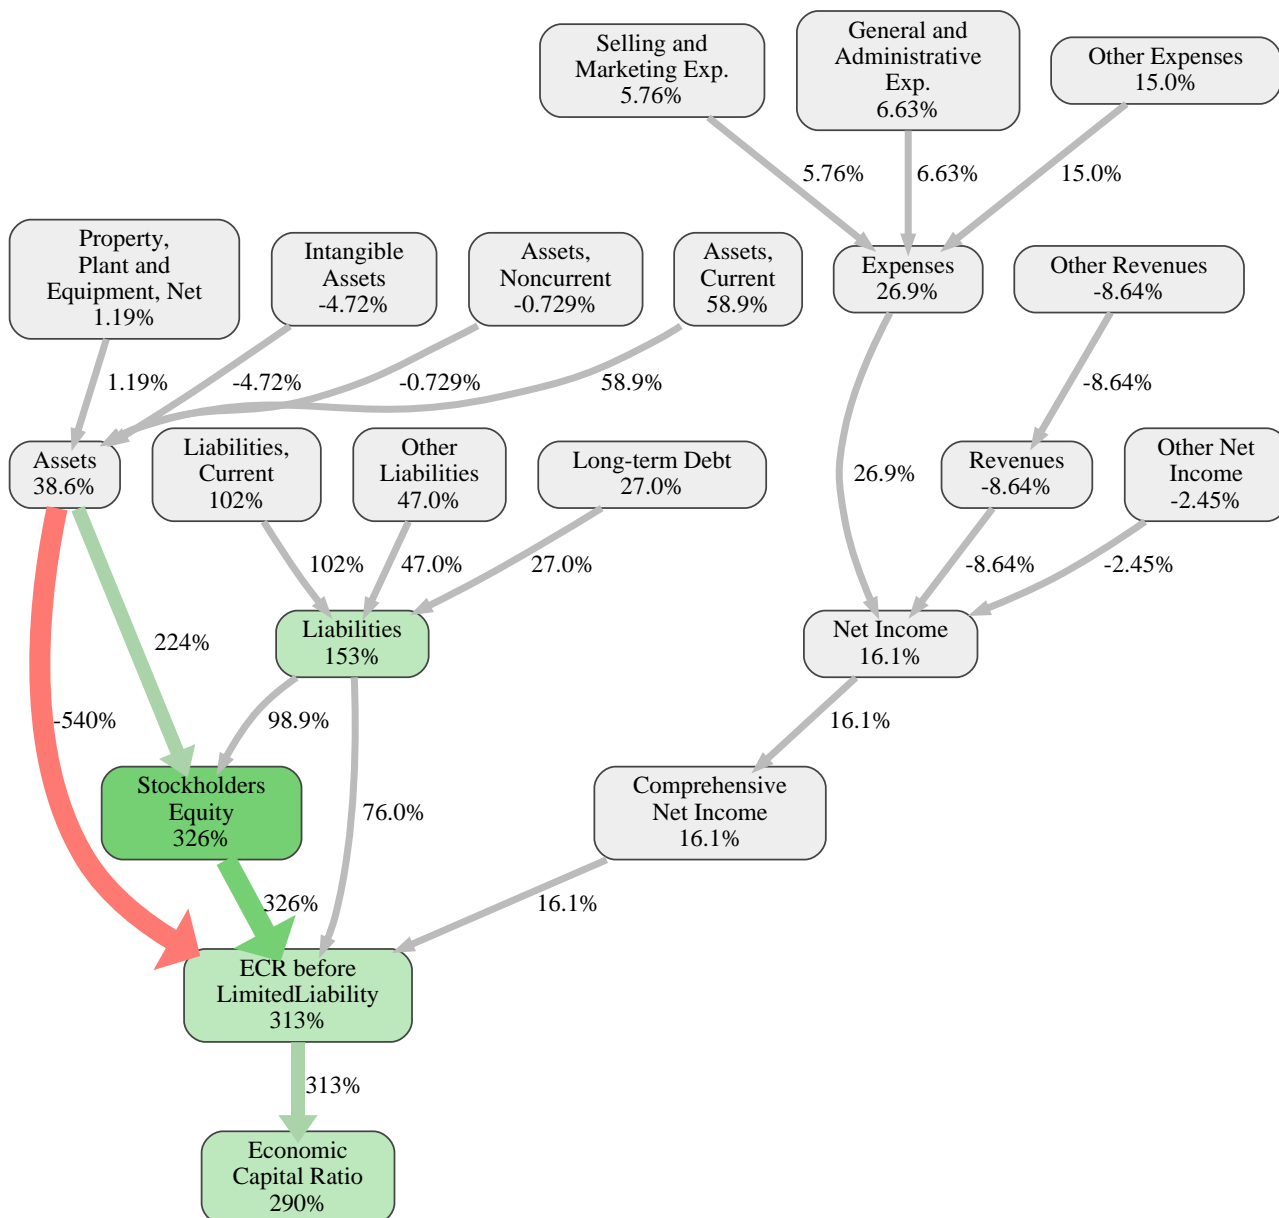 Selling and
Marketing Exp.
5.76%
General and
Administrative
Exp.
6.63%
Other Expenses
15.0%
5.76%
6.63%
15.0%
Property,
Plant and
Equipment, Net
1.19%
Intangible
Assets
-4.72%
Assets,
Noncurrent
-0.729%
Assets,
Current
58.9%
Expenses
26.9%
Other Revenues
-8.64%
1.19%
-4.72%
-0.729%
58.9%
-8.64%
Assets
38.6%
Liabilities,
Current
102%
Other
Liabilities
47.0%
Long-term Debt
27.0%
26.9%
Revenues
-8.64%
Other Net
Income
-2.45%
102%
47.0%
27.0%
-8.64%
-2.45%
224%
Liabilities
153%
Net Income
16.1%
-540%
98.9%
16.1%
Stockholders
Equity
326%
76.0%
Comprehensive
Net Income
16.1%
326%
16.1%
ECR before
LimitedLiability
313%
313%
Economic
Capital Ratio
290%